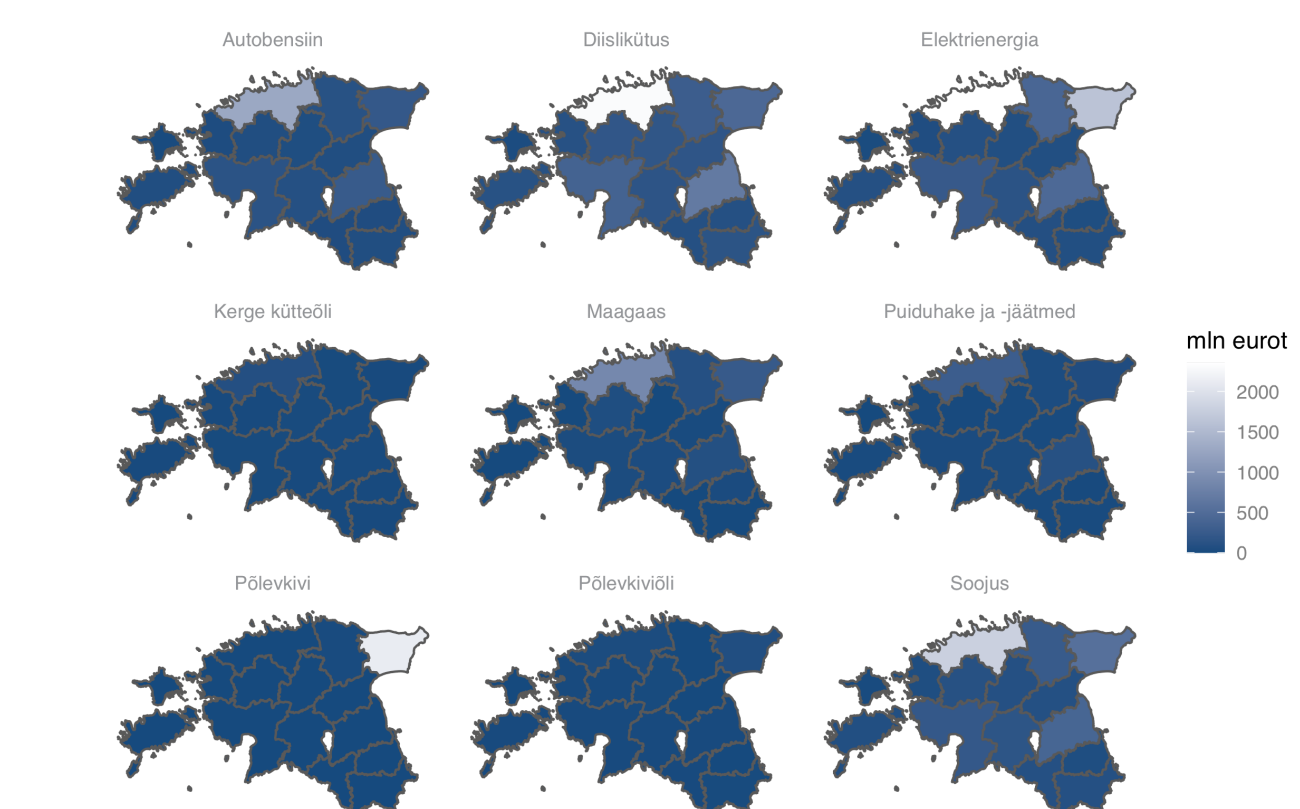 Autobensiin
Diislikütus
Elektrienergia
Kerge kütteõli
Maagaas
Puiduhake ja -jäätmed
Põlevkivi
Põlevkiviõli
Soojus
mln eurot
2000
1500
1000
500
0